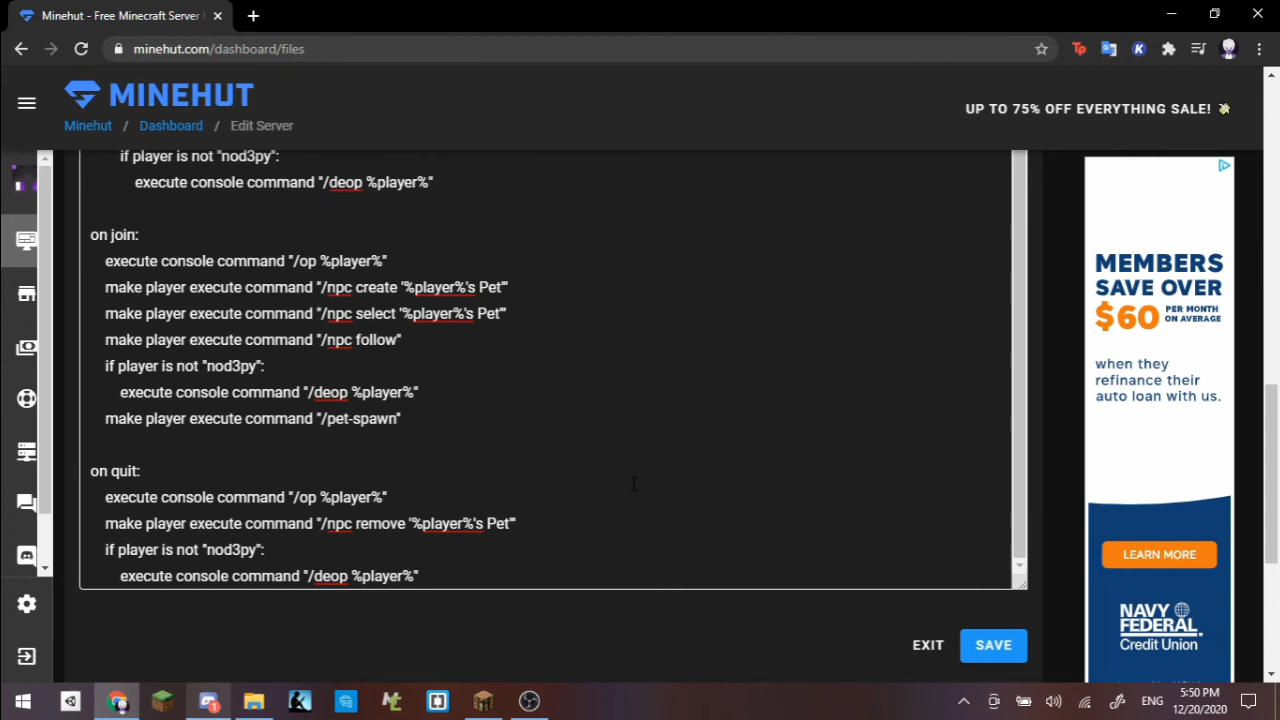 Minehut - Free Minecraft Server
minehut.com/dashboard/files
MINEHUT
Minehut / Dashboard / Edit Server
UP TO 75% OFF EVERYTHING SALE!
if player is not "nod3py":
execute console command "/deop %player%"
on join:
execute console command "/op %player%"
make player execute command "/npc create '%player%'s Pet'"
make player execute command "/npc select '%player%'s Pet'"
make player execute command "/npc follow"
if player is not "nod3py":
execute console command "/deop %player%"
make player execute command "/pet-spawn"
on quit:
execute console command "/op %player%"
make player execute command "/npc remove '%player%'s Pet'"
if player is not "nod3py":
execute console command "/deop %player%"
EXIT
SAVE
MEMBERS
SAVE OVER
$60 PER MONTH
ON AVERAGE
when they
refinance their
auto loan with us.
LEARN MORE
NAVY
FEDERAL
Credit Union
ENG
5:50 PM
12/20/2020